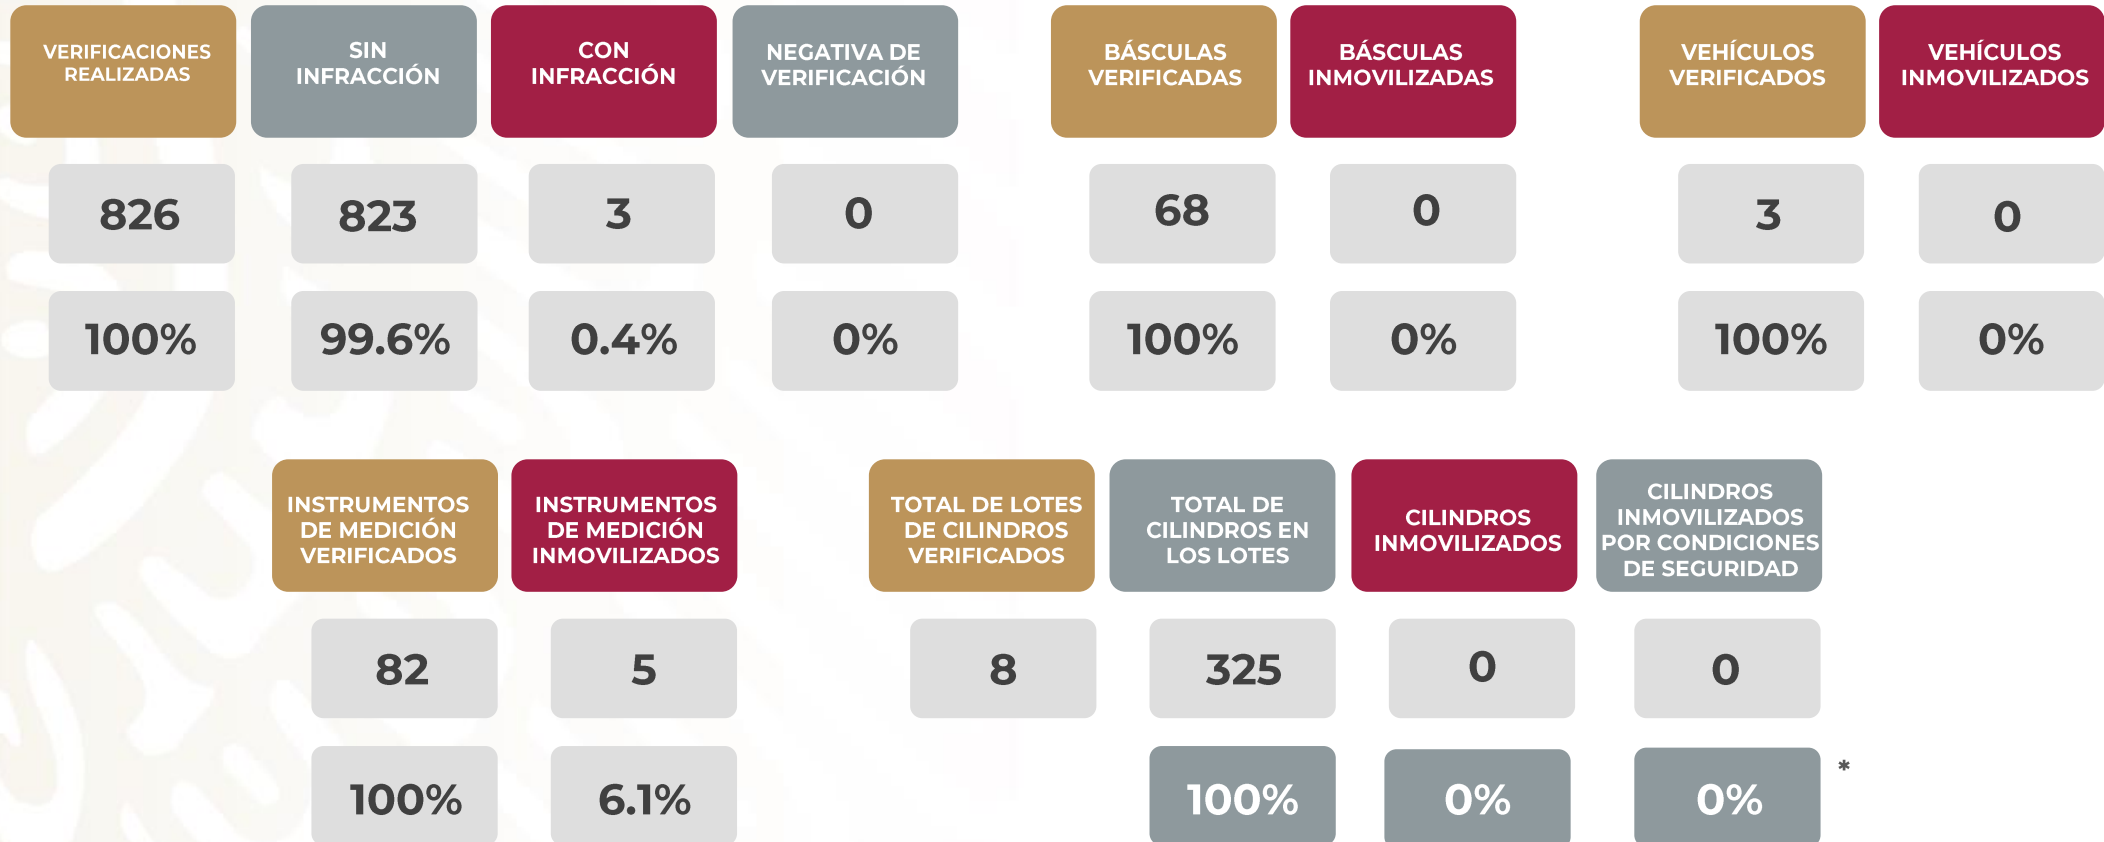 VERIFICACIONES
REALIZADAS
SIN
INFRACCIÓN
CON
INFRACCIÓN
NEGATIVA DE
VERIFICACIÓN
BÁSCULAS
VERIFICADAS
BÁSCULAS
INMOVILIZADAS
VEHÍCULOS
VERIFICADOS
VEHÍCULOS
INMOVILIZADOS
826
823
3
0
68
0
3
0
100%
99.6%
0.4%
0%
100%
0%
100%
0%
INSTRUMENTOS
DE MEDICIÓN
VERIFICADOS
INSTRUMENTOS
DE MEDICIÓN
INMOVILIZADOS
TOTAL DE LOTES
DE CILINDROS
VERIFICADOS
TOTAL DE
CILINDROS EN
LOS LOTES
CILINDROS
INMOVILIZADOS
CILINDROS
INMOVILIZADOS
POR CONDICIONES
DE SEGURIDAD
82
5
8
325
0
0
100%
6.1%
100%
0%
0%
*